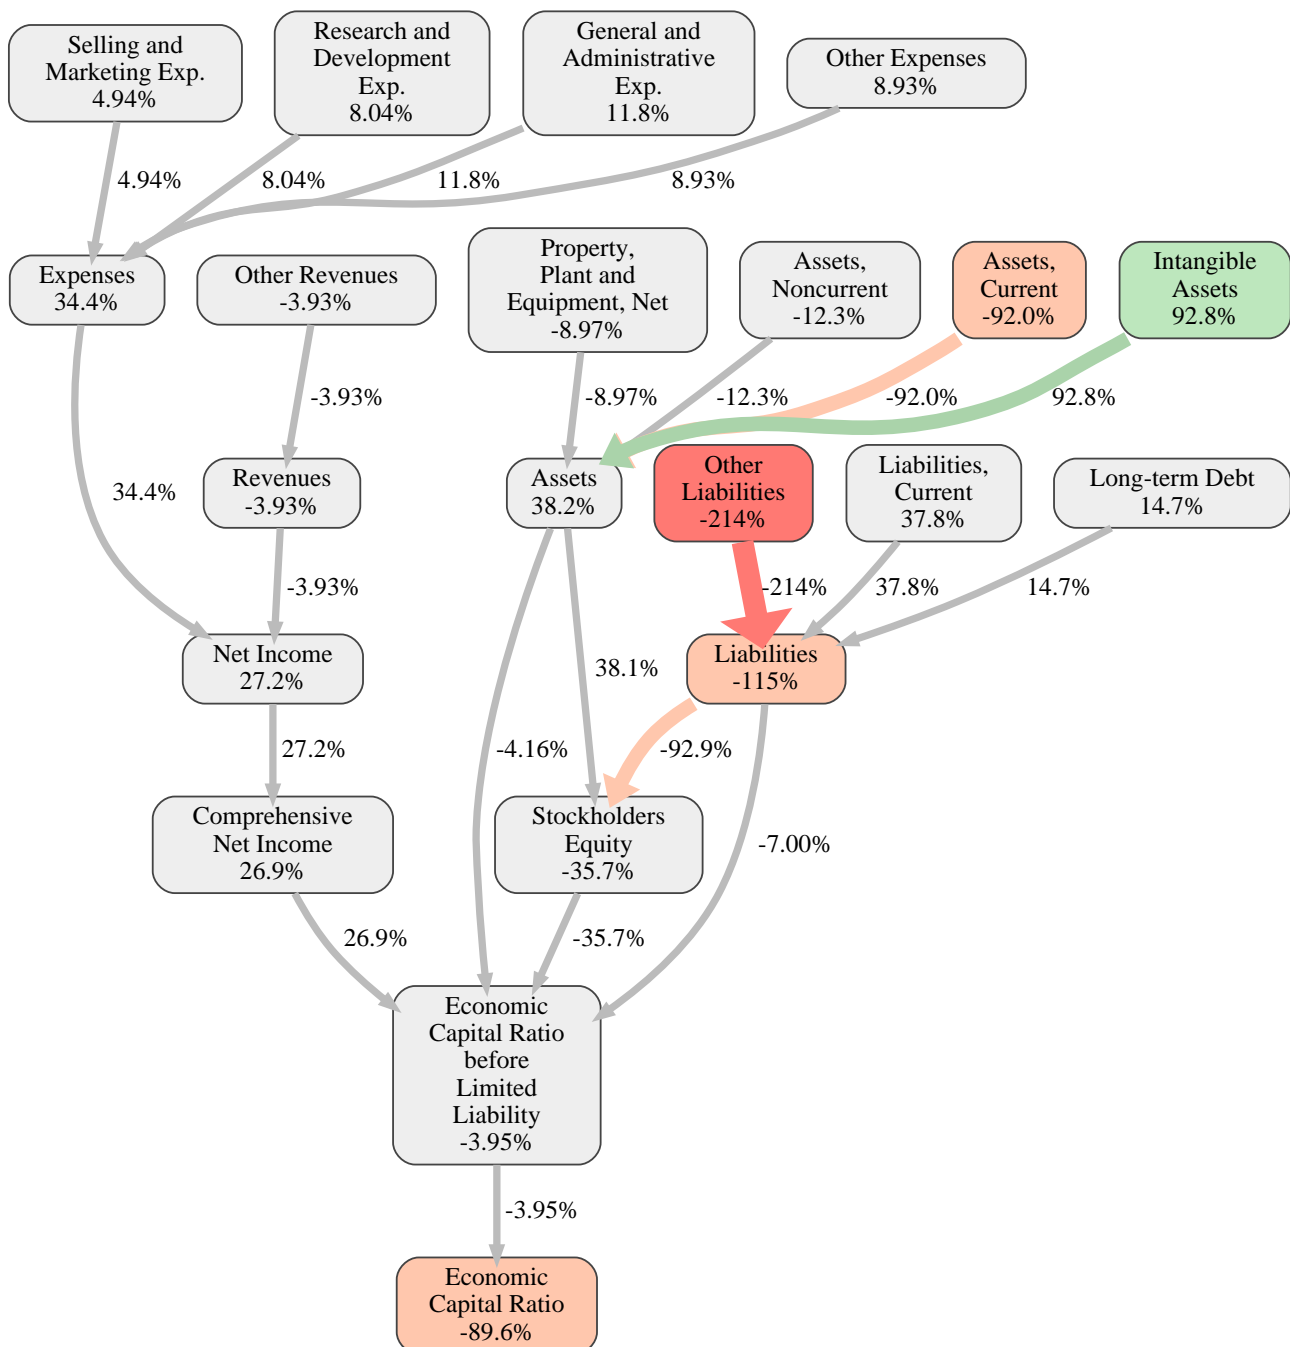 Selling and
Marketing Exp.
4.94%
Research and
Development
Exp.
8.04%
General and
Administrative
Exp.
11.8%
Other Expenses
8.93%
4.94%
8.04%
11.8%
8.93%
Expenses
34.4%
Other Revenues
-3.93%
Property,
Plant and
Equipment, Net
-8.97%
Assets,
Noncurrent
-12.3%
Assets,
Current
-92.0%
Intangible
Assets
92.8%
-3.93%
-8.97%
-12.3%
-92.0%
92.8%
34.4%
Revenues
-3.93%
Assets
38.2%
Other
Liabilities
-214%
Liabilities,
Current
37.8%
Long-term Debt
14.7%
-3.93%
-214%
37.8%
14.7%
Net Income
27.2%
38.1%
Liabilities
-115%
27.2%
-4.16%
-92.9%
Comprehensive
Net Income
26.9%
Stockholders
Equity
-35.7%
-7.00%
26.9%
-35.7%
Economic
Capital Ratio
before
Limited
Liability
-3.95%
-3.95%
Economic
Capital Ratio
-89.6%